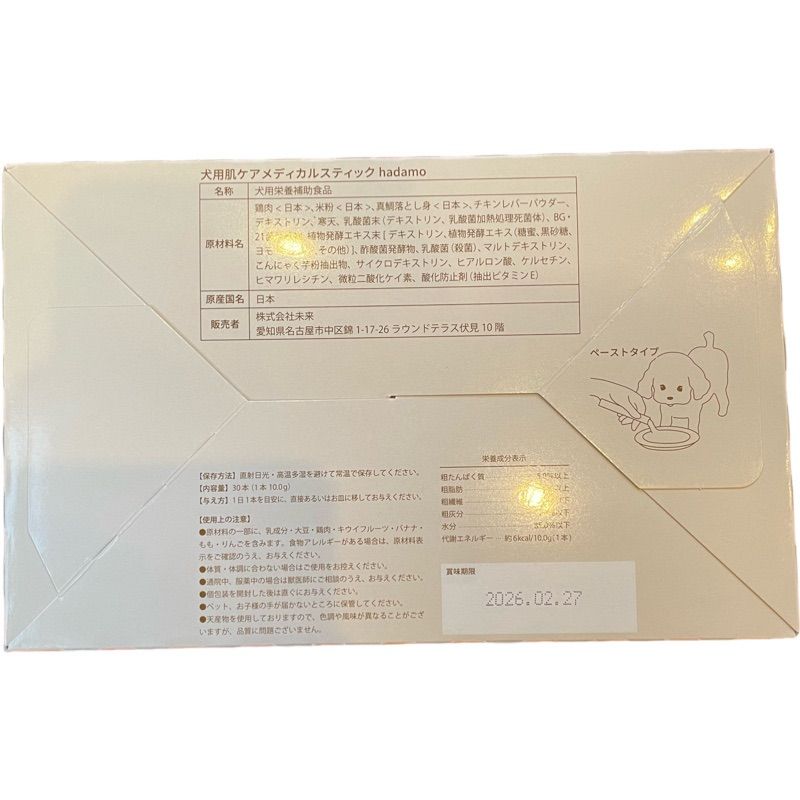 犬用肌ケアメディカルスティック hadamo
名称 犬用栄養補助食品
原材料名
鶏肉<日本>、米粉<日本>、真鯛落とし身<日本>、チキンレバーパウダー、
デキストリン、寒天、乳酸菌末(デキストリン、乳酸菌加熱処理死菌体)、BG・
21菌 植物発酵エキス末[デキストリン、植物発酵エキス(糖蜜、黒砂糖、
ヨモ その他)]、酢酸菌発酵物、乳酸菌(殺菌)、マルトデキストリン、
こんにゃく芋粉抽出物、サイクロデキストリン、ヒアルロン酸、ケルセチン、
ヒマワリレシチン、微粒二酸化ケイ素、酸化防止剤(抽出ビタミンE)
原産国名 日本
販売者 株式会社未来
愛知県名古屋市中区錦1-17-26 ラウンドテラス伏見10階
ペーストタイプ
【保存方法】直射日光・高温多湿を避けて常温で保存してください。
【内容量】30本(1本10.0g)
【与え方】1日1本を目安に、直接あるいはお皿に移してお与えください。
【使用上の注意】
●原材料の一部に、乳成分・大豆・鶏肉・キウイフルーツ・バナナ・
もも・りんごを含みます。食物アレルギーがある場合は、原材料表
示をご確認のうえ、お与えください。
●体質・体調に合わない場合はご使用をお控えください。
●通院中、服薬中の場合は獣医師にご相談のうえ、お与えください。
●個包装を開封した後は直ぐにお与えください。
●ペット、お子様の手が届かないところに保管してください。
●天産物を使用しておりますので、色調や風味が異なることがござ
いますが、品質に問題ございません。
栄養成分表示
粗たんぱく質 以上
粗脂肪 以上
粗繊維
粗灰分 以下
水分 以下
代謝エネルギー … 約6kcal/10.0g(1本)
賞味期限
2026.02.27